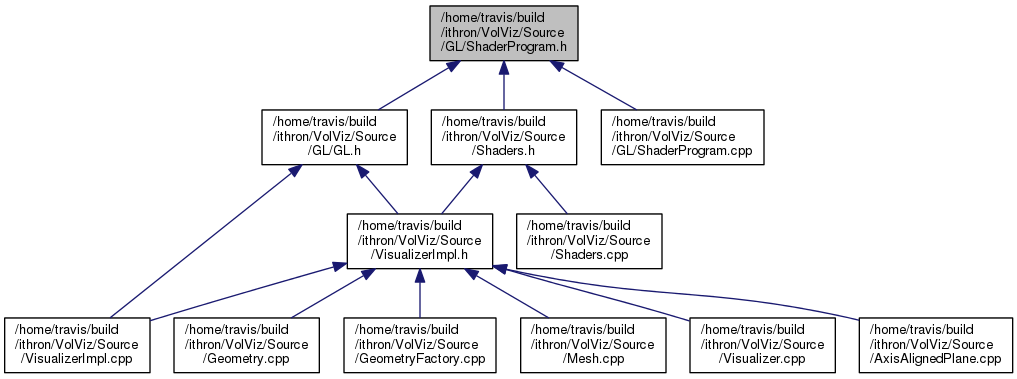 /home/travis/build
/ithron/VolViz/Source
/GL/ShaderProgram.h
/home/travis/build
/ithron/VolViz/Source
/GL/GL.h
/home/travis/build
/ithron/VolViz/Source
/Shaders.h
/home/travis/build
/ithron/VolViz/Source
/GL/ShaderProgram.cpp
/home/travis/build
/ithron/VolViz/Source
/VisualizerImpl.h
/home/travis/build
/ithron/VolViz/Source
/Shaders.cpp
/home/travis/build
/ithron/VolViz/Source
/VisualizerImpl.cpp
/home/travis/build
/ithron/VolViz/Source
/Geometry.cpp
/home/travis/build
/ithron/VolViz/Source
/GeometryFactory.cpp
/home/travis/build
/ithron/VolViz/Source
/Mesh.cpp
/home/travis/build
/ithron/VolViz/Source
/Visualizer.cpp
/home/travis/build
/ithron/VolViz/Source
/AxisAlignedPlane.cpp